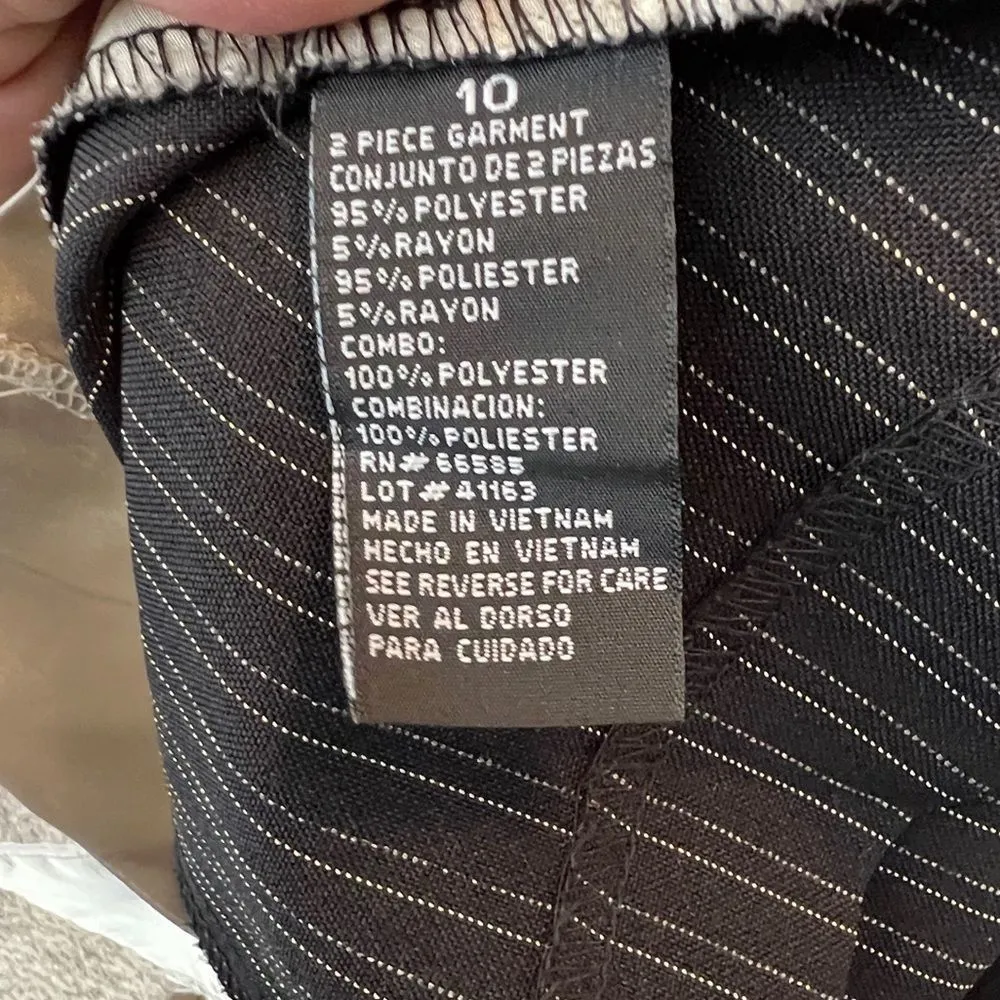 10
2 PIECE GARMENT
CONJUNTO DE 2 PIEZAS
95% POLYESTER
5% RAYON
95% POLIESTER
5% RAYON
COMBO:
100% POLYESTER
COMBINACION:
100% POLIESTER
RN# 66595
LOT# 41163
MADE IN VIETNAM
HECHO EN VIETNAM
SEE REVERSE FOR CARE
VER AL DORSO
PARA CUIDADO